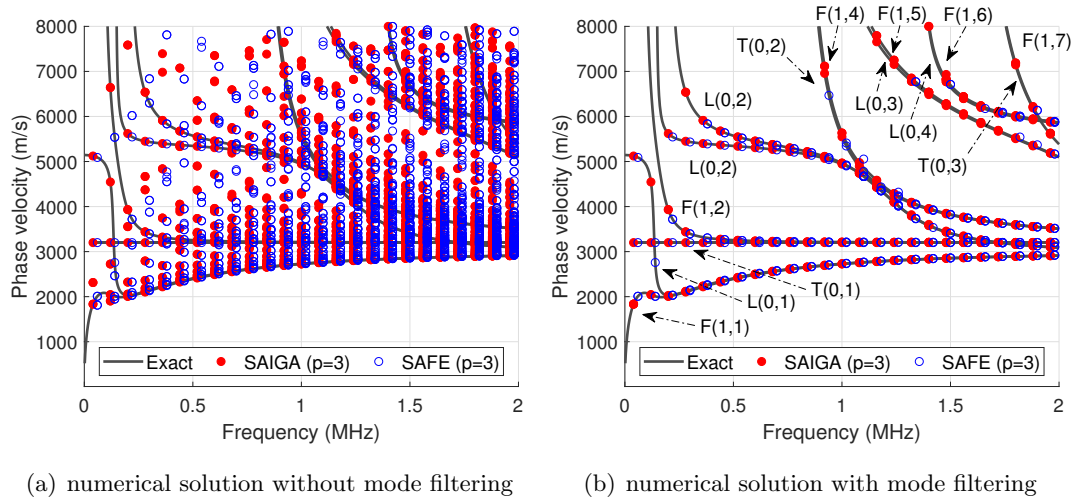 8000
7000
6000
5000
4000
3000
2000
1000
Phase velocity (m/s)
Exact
SAIGA (p=3)
SAFE (p=3)
0
0.5
1
1.5
2
Frequency (MHz)
(a) numerical solution without mode filtering
8000
7000
6000
5000
4000
3000
2000
1000
Phase velocity (m/s)
F(1,4)
F(1,5)
F(1,6)
F(1,7)
T(0,2)
L(0,3)
L(0,4)
T(0,3)
L(0,2)
L(0,2)
F(1,2)
T(0,1)
L(0,1)
F(1,1)
Exact
SAIGA (p=3)
SAFE (p=3)
0
0.5
1
1.5
2
Frequency (MHz)
(b) numerical solution with mode filtering